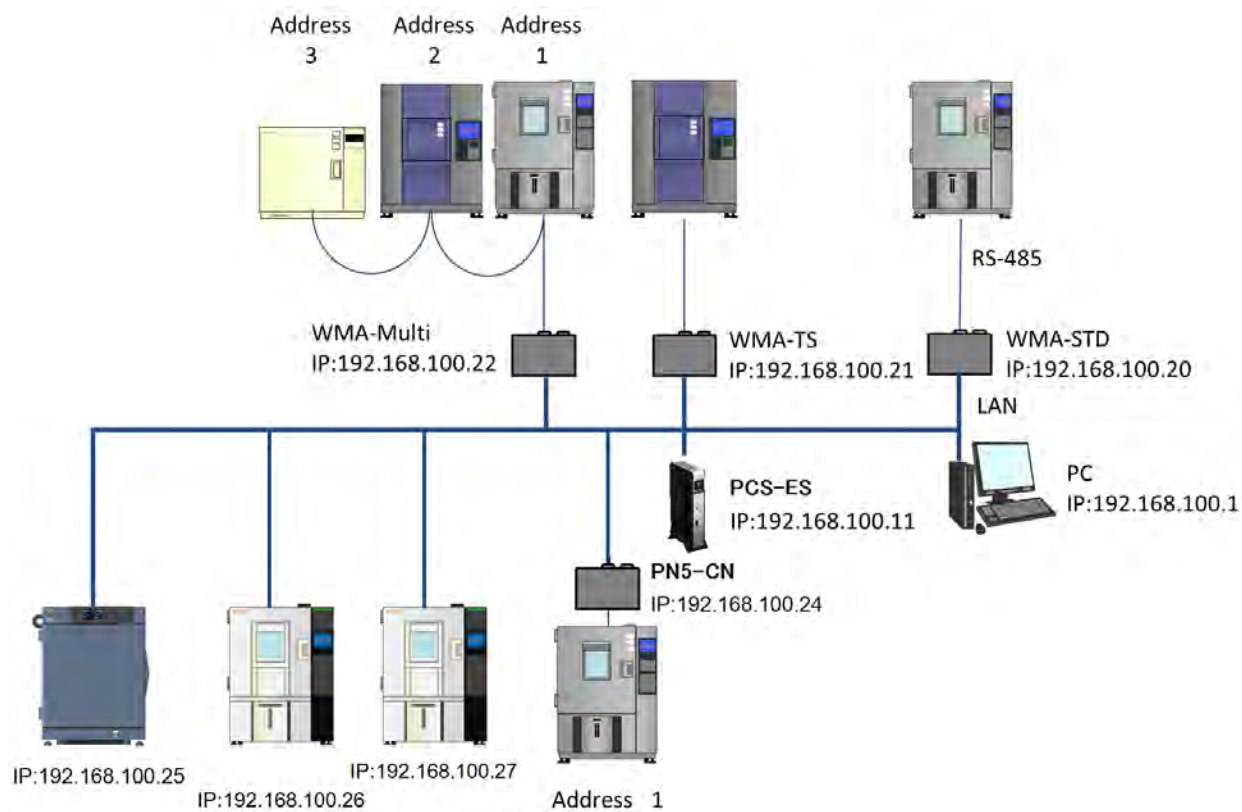 Address
3
Address
2
Address
1
RS-485
WMA-Multi
IP:192.168.100.22
WMA-TS
IP:192.168.100.21
WMA-STD
IP:192.168.100.20
LAN
PCS-ES
IP:192.168.100.11
PC
IP:192.168.100.1
PN5-CN
IP:192.168.100.24
IP:192.168.100.25
IP:192.168.100.26
IP:192.168.100.27
Address 1